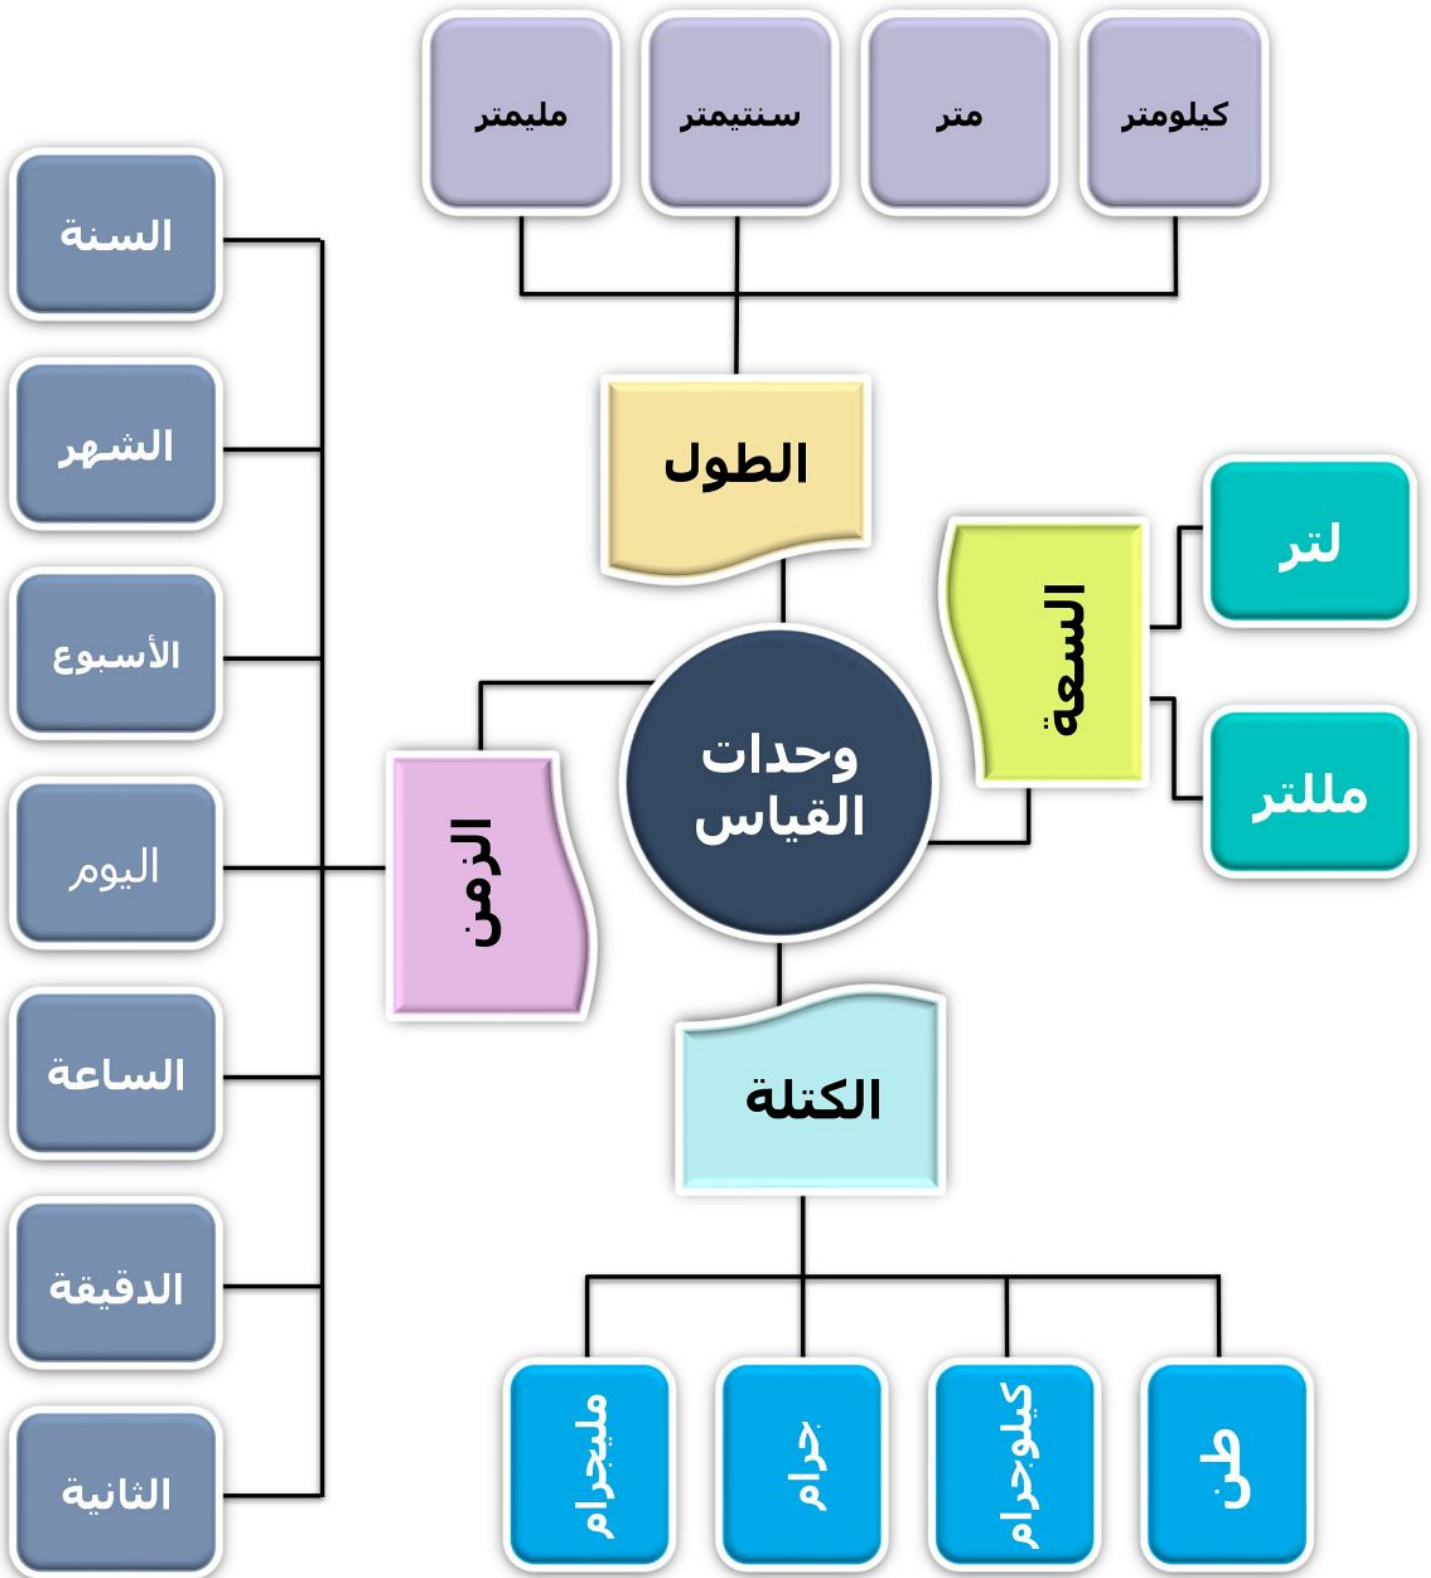 كيلومتر
متر
سنتيمتر
مليمتر
الطول
لتر
مللتر
السعة
وحدات
القياس
الزمن
السنة
الشهر
الأسبوع
اليوم
الساعة
الدقيقة
الثانية
الكتلة
طن
كيلوجرام
جرام
مليجرام